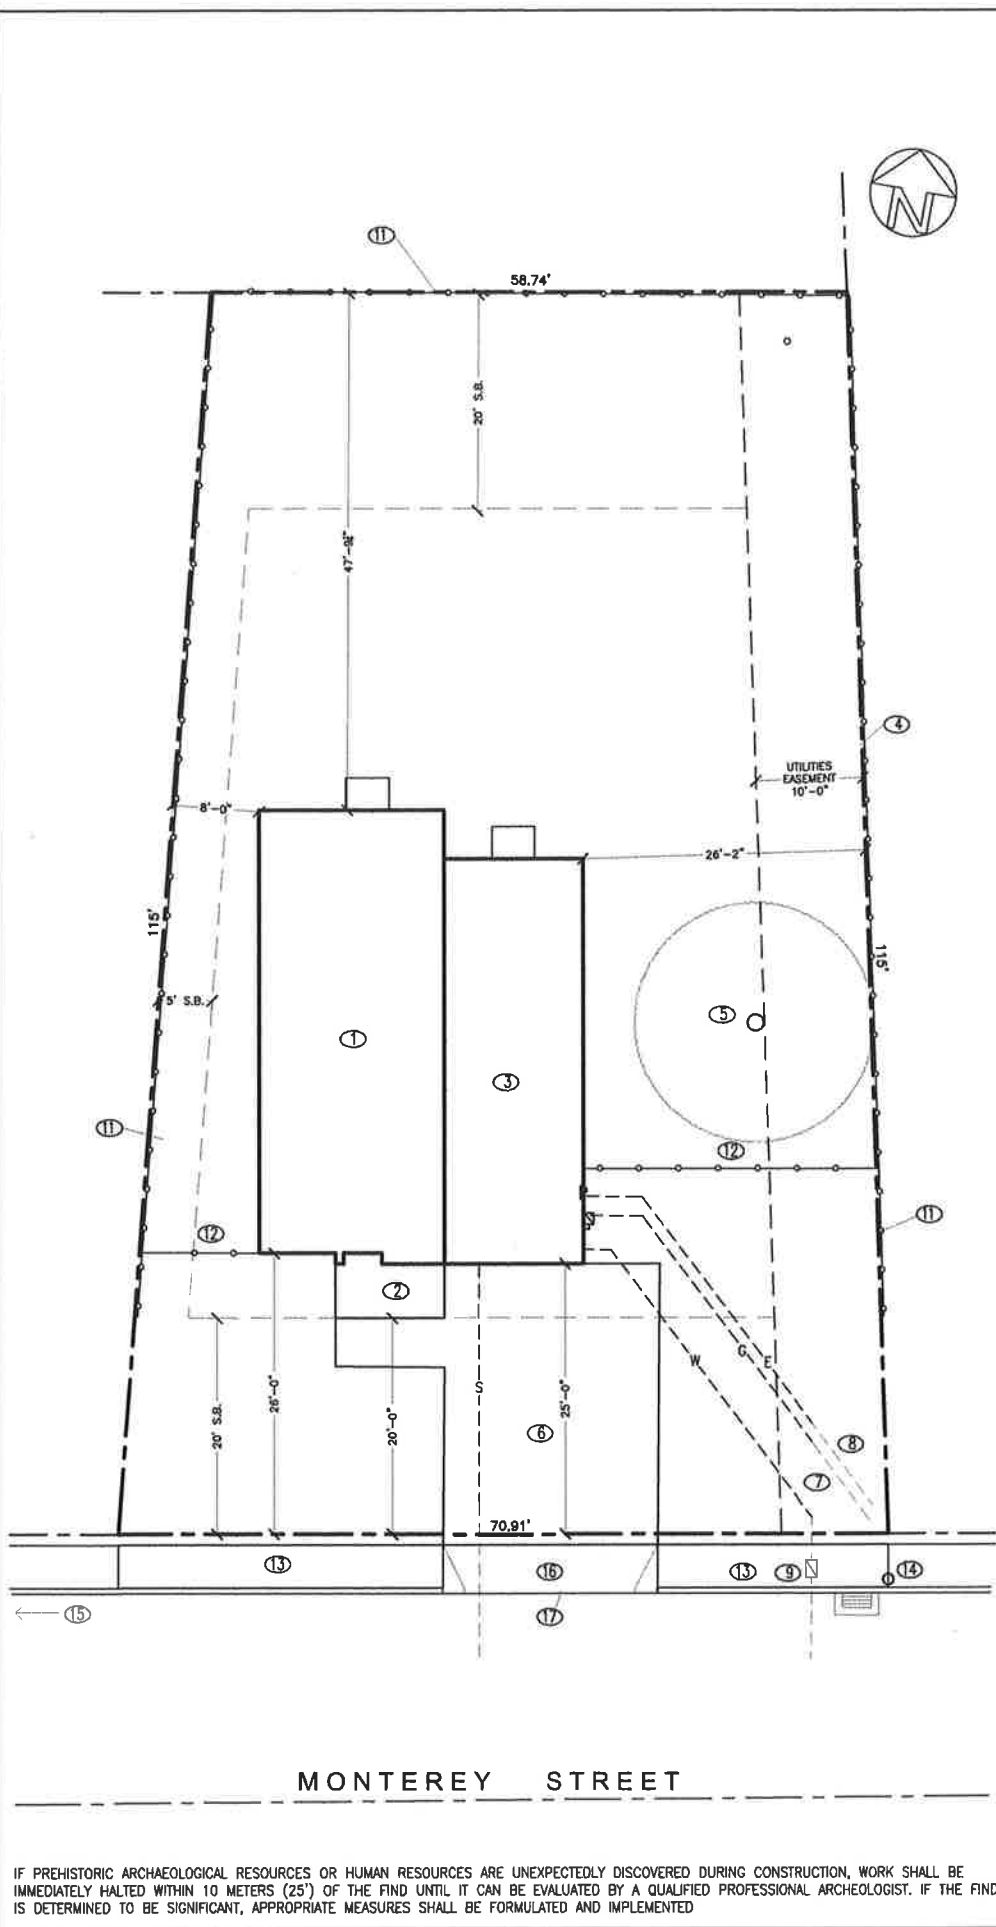 N
11
58.74'
20' S.B.
47'-9½"
4
UTILITIES
EASEMENT
10'-0"
8'-0"
26'-2"
115'
115'
5' S.B.
5
1
3
11
12
12
11
2
W
G
E
S
20' S.B.
26'-0"
20'-0"
25'-0"
6
8
7
70.91'
13
16
13
9
14
15
17
MONTEREY STREET
IF PREHISTORIC ARCHAEOLOGICAL RESOURCES OR HUMAN RESOURCES ARE UNEXPECTEDLY DISCOVERED DURING CONSTRUCTION, WORK SHALL BE
IMMEDIATELY HALTED WITHIN 10 METERS (25') OF THE FIND UNTIL IT CAN BE EVALUATED BY A QUALIFIED PROFESSIONAL ARCHEOLOGIST. IF THE FIND
IS DETERMINED TO BE SIGNIFICANT, APPROPRIATE MEASURES SHALL BE FORMULATED AND IMPLEMENTED